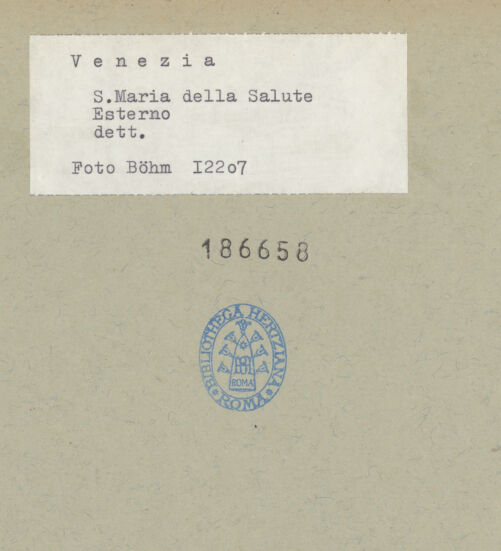 V e n e z i a
S.Maria della Salute
Esterno
dett.
Foto Böhm I22o7
186658
BIBLIOTHECA HERTZIANA
ROMA
ROMA